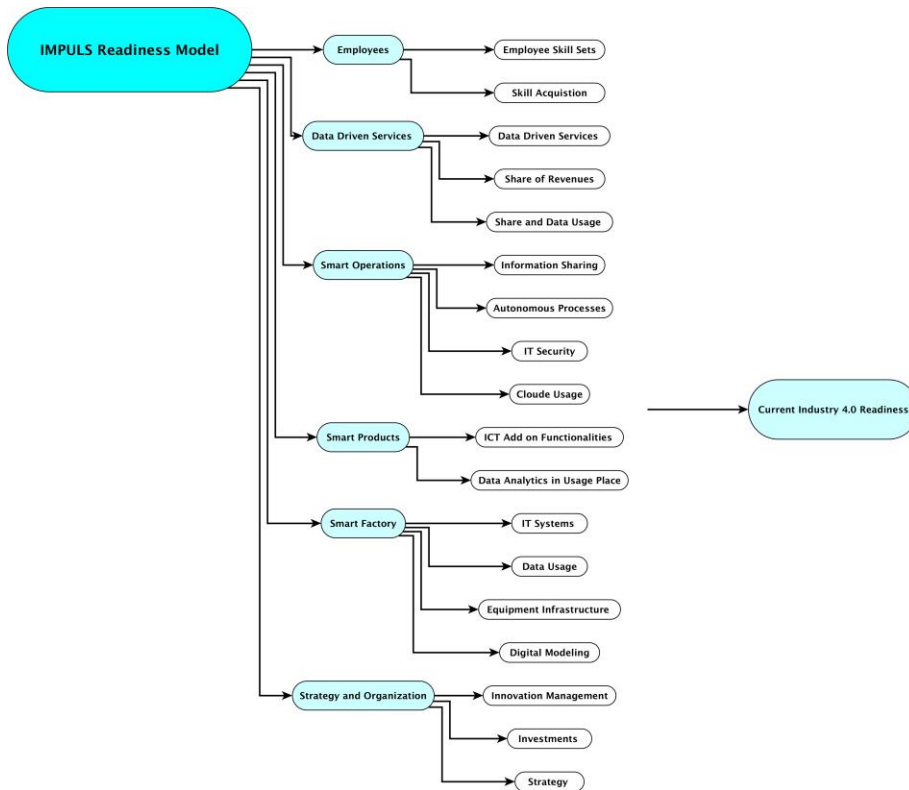 IMPULS Readiness Model
Employees
Employee Skill Sets
Skill Acquistion
Data Driven Services
Data Driven Services
Share of Revenues
Share and Data Usage
Smart Operations
Information Sharing
Autonomous Processes
IT Security
Cloude Usage
Current Industry 4.0 Readiness
Smart Products
ICT Add on Functionalities
Data Analytics in Usage Place
Smart Factory
IT Systems
Data Usage
Equipment Infrastructure
Digital Modeling
Strategy and Organization
Innovation Management
Investments
Strategy